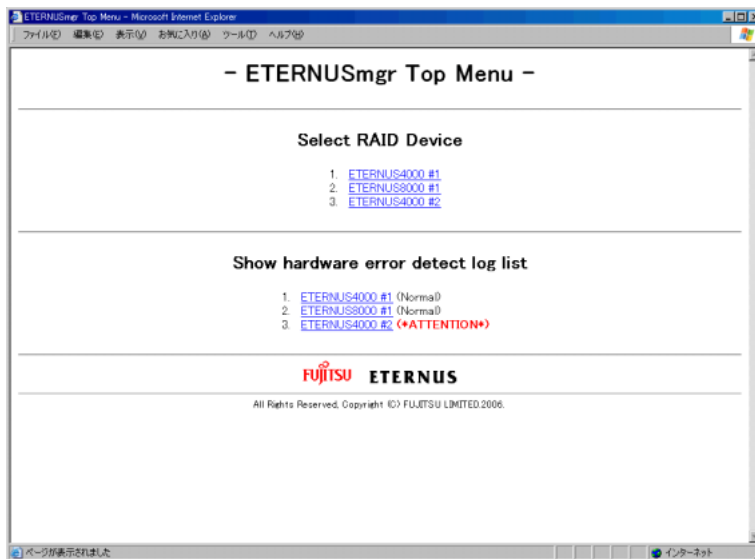 ETERNUSmgr Top Menu - Microsoft Internet Explorer
ファイル(F) 編集(E) 表示(V) お気に入り(A) ツール(T) ヘルプ(H)
- ETERNUSmgr Top Menu -
Select RAID Device
1. ETERNUS4000 #1
2. ETERNUS8000 #1
3. ETERNUS4000 #2
Show hardware error detect log list
1. ETERNUS4000 #1 (Normal)
2. ETERNUS8000 #1 (Normal)
3. ETERNUS4000 #2 (*ATTENTION*)
FUJITSU ETERNUS
All Rights Reserved, Copyright (C) FUJITSU LIMITED.2006.
ページが表示されました インターネット